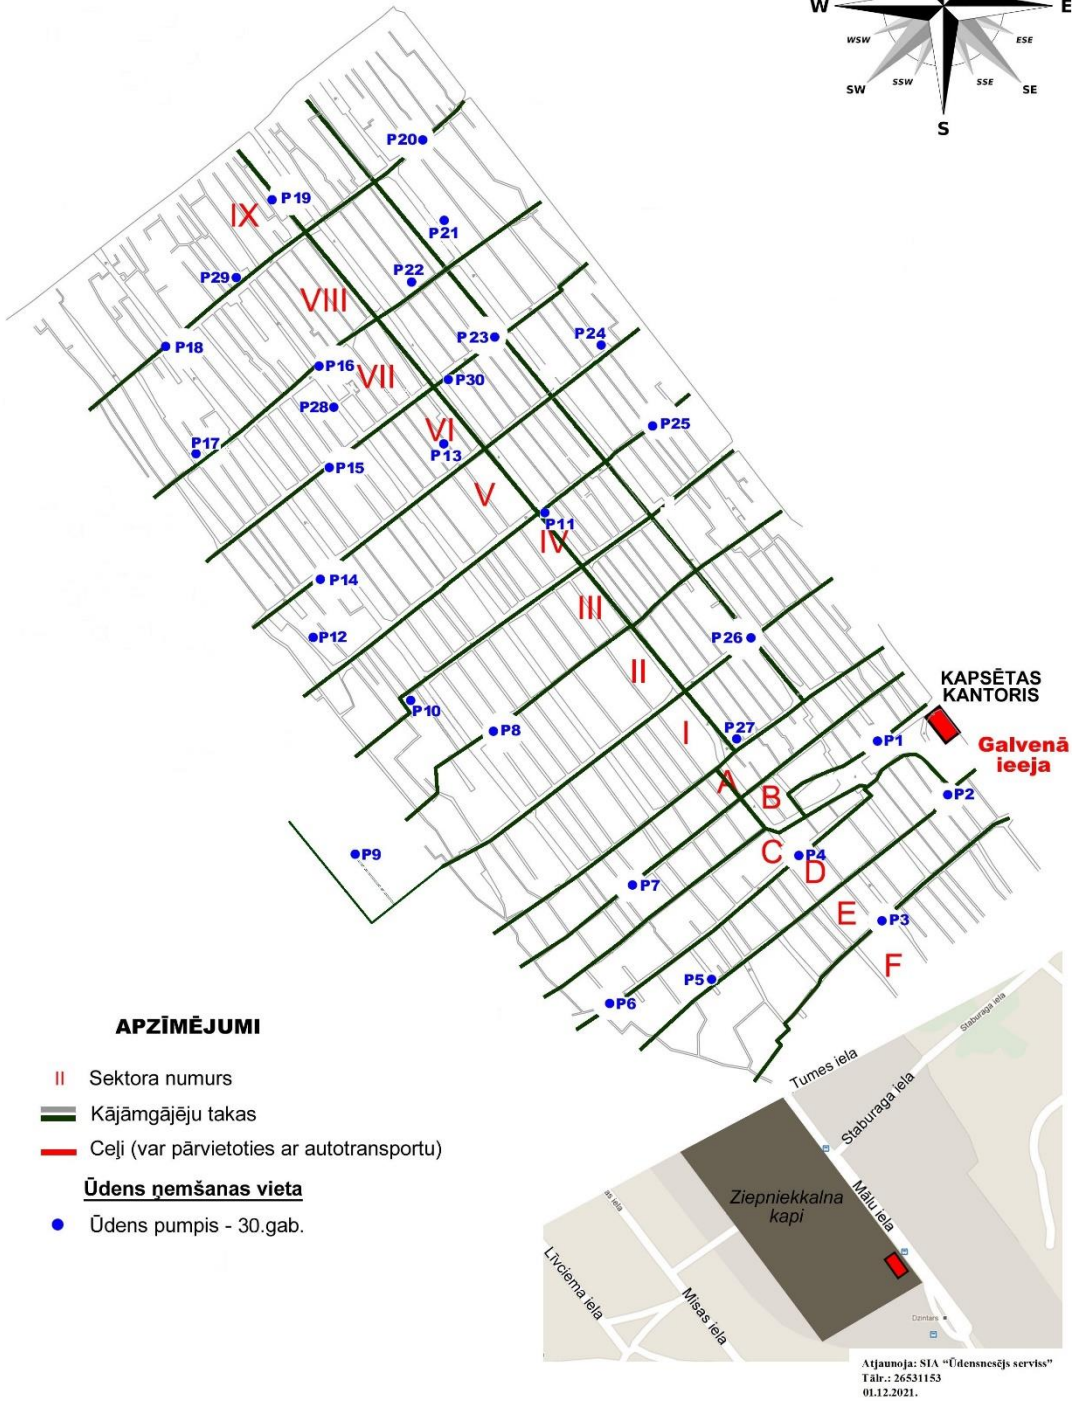 W
E
WSW
ESE
SW
SSW
SSE
SE
S
P20
P19
IX
P21
P29
P22
VIII
P23
P24
P18
P16
VII
P30
P28
P25
VI
P17
P13
P15
V
P11
IV
P14
III
P12
P26
II
KAPSĒTAS
KANTORIS
P10
P8
I
P27
P1
Galvenā
ieeja
A
B
P2
P9
C
P4
D
P7
E
P3
F
P5
P6
APZĪMĒJUMI
II Sektora numurs
Kājāmgājēju takas
Ceļi (var pārvietoties ar autotransportu)
Ūdens ņemšanas vieta
Ūdens pumpis - 30.gab.
Staburaga iela
Tumes iela
Staburaga iela
Mālu iela
Ziepniekkalna
kapi
as iela
Līvciema iela
Misas iela
Dzintars
Atjaunoja: SIA “Ūdensnesējs serviss”
Tālr.: 26531153
01.12.2021.